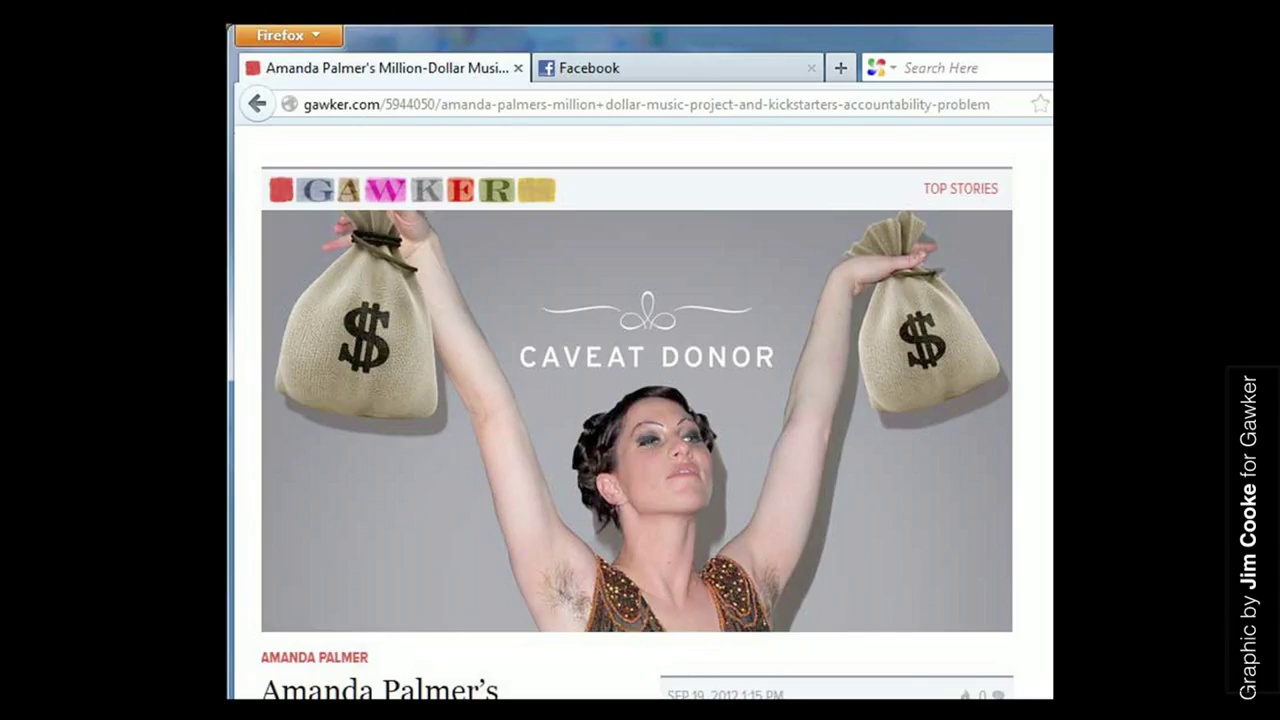 Firefox
Amanda Palmer's Million-Dollar Musi...
Facebook
Search Here
gawker.com/5944050/amanda-palmers-million+dollar-music-project-and-kickstarters-accountability-problem
GAWKER
TOP STORIES
$
$
CAVEAT DONOR
AMANDA PALMER
Amanda Palmer's
SEP 19, 2012 1:15 PM
0
Graphic by Jim Cooke for Gawker